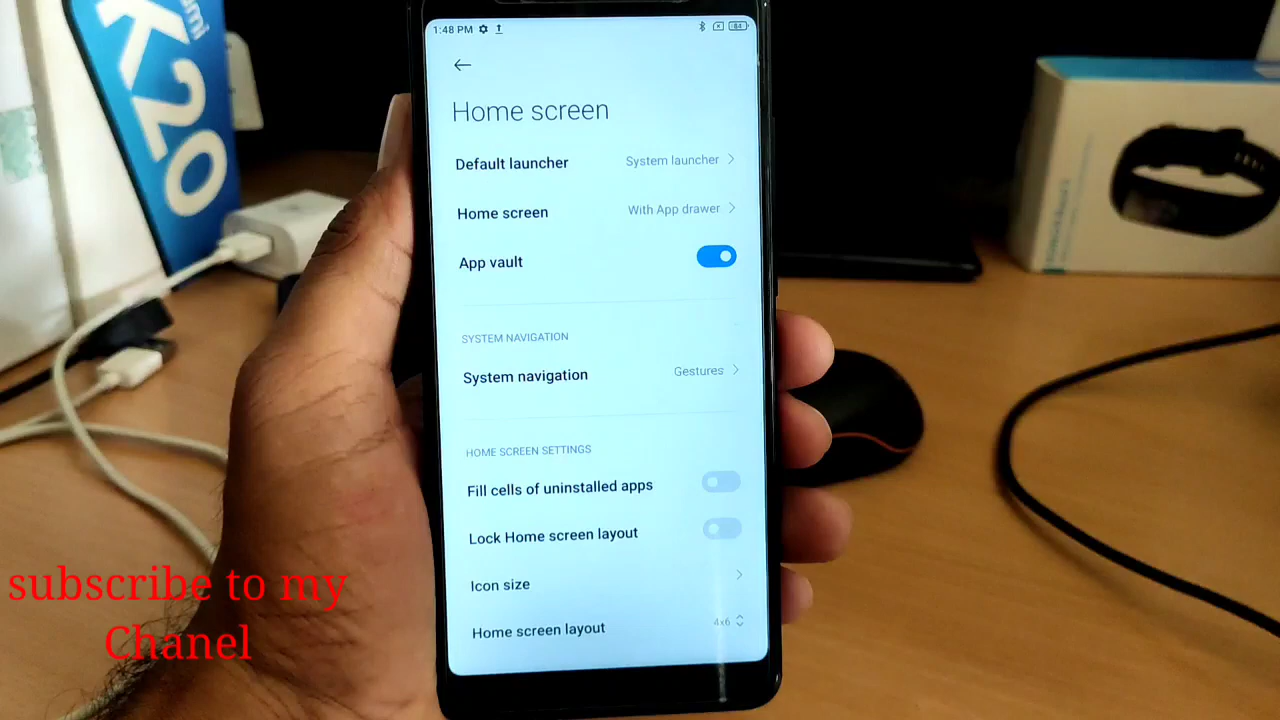 K20
1:48 PM
84
Home screen
Default launcher System launcher
Home screen With App drawer
App vault
SYSTEM NAVIGATION
System navigation Gestures
HOME SCREEN SETTINGS
Fill cells of uninstalled apps
Lock Home screen layout
Icon size
Home screen layout 4x6
subscribe to my
Chanel